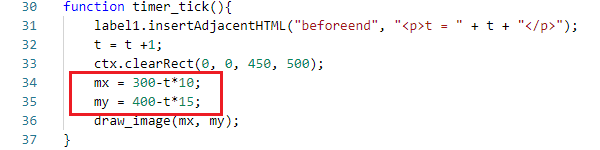 30 function timer_tick(){
31 label1.insertAdjacentHTML("beforeend", "<p>t = " + t + "</p>");
32 t = t +1;
33 ctx.clearRect(0, 0, 450, 500);
34 mx = 300-t*10;
35 my = 400-t*15;
36 draw_image(mx, my);
37 }